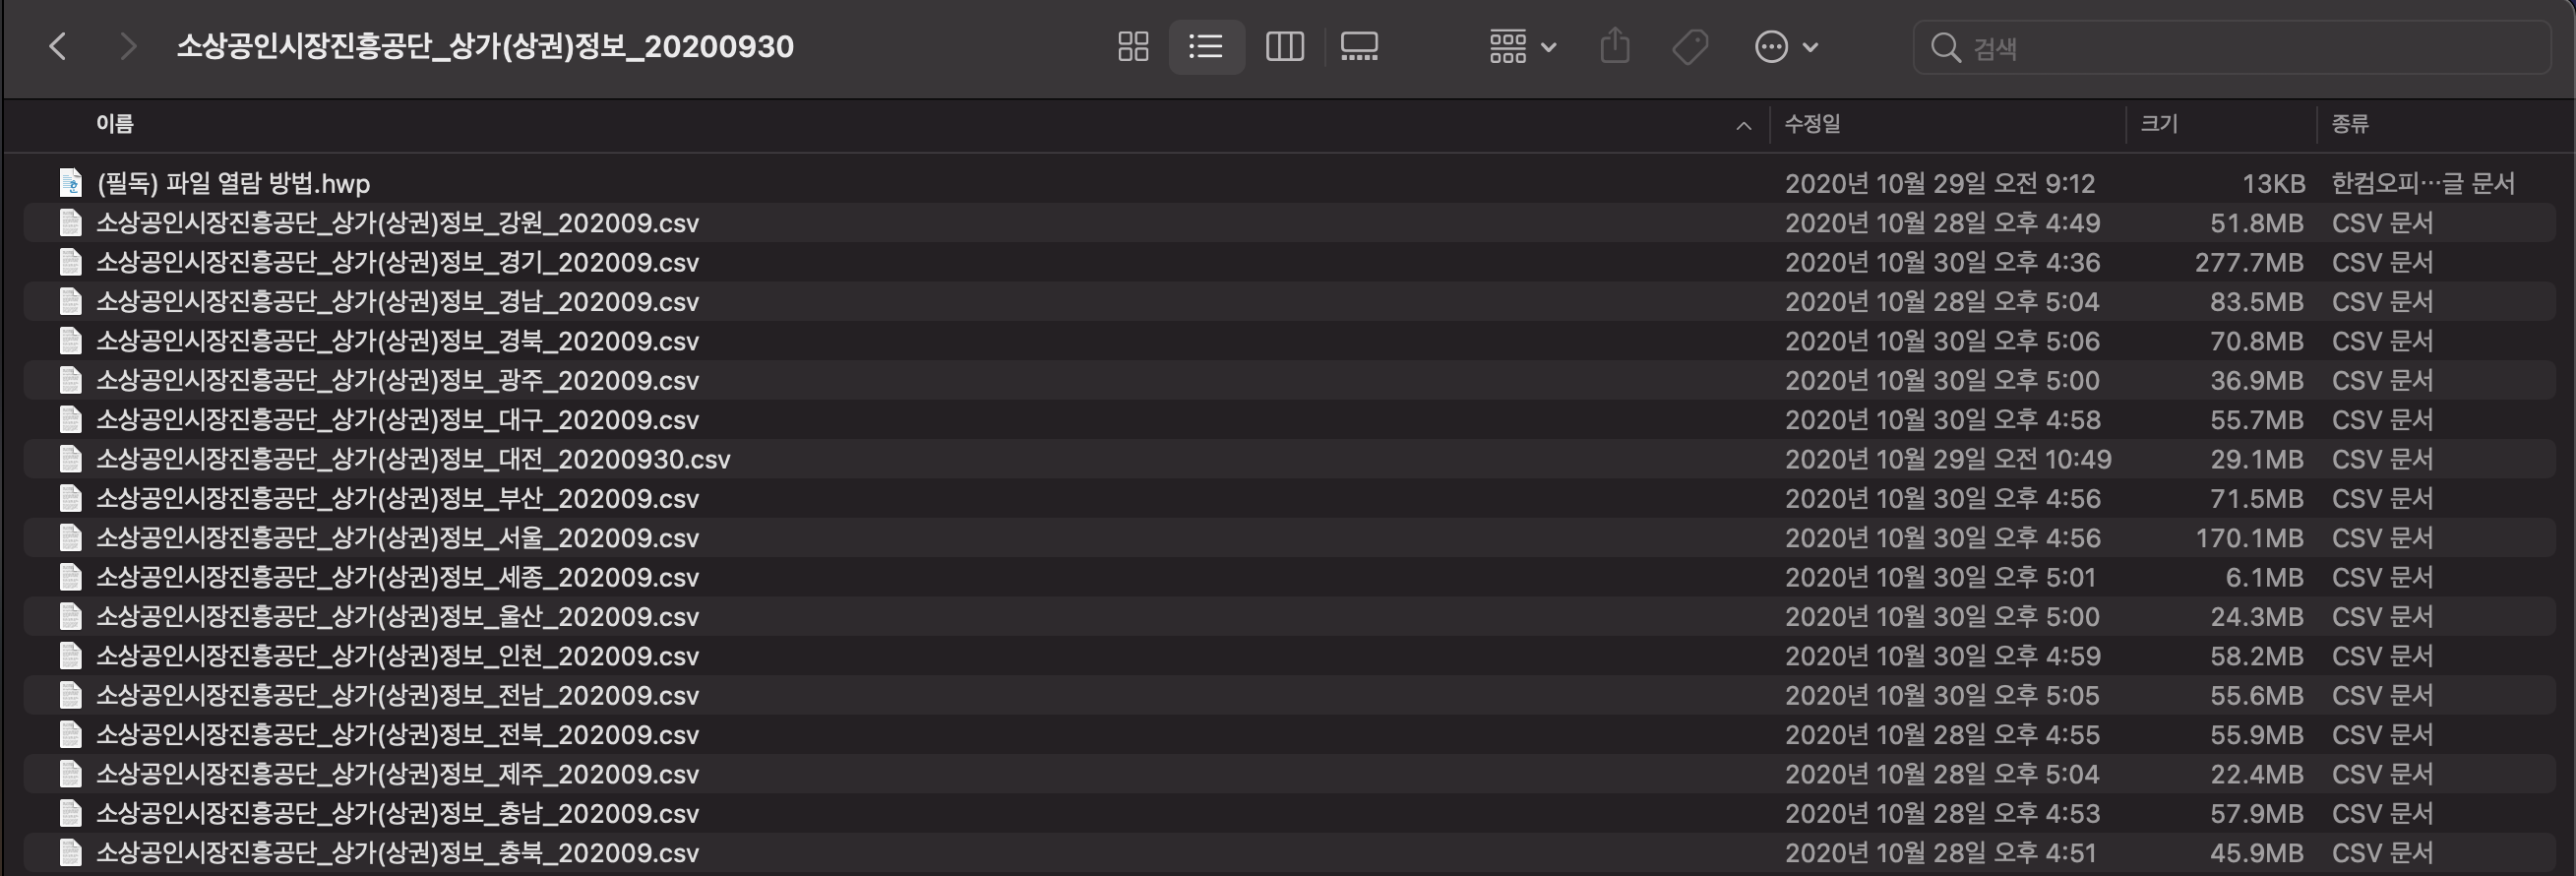 소상공인시장진흥공단_상가(상권)정보_20200930
검색
이름 수정일 크기 종류
(필독) 파일 열람 방법.hwp 2020년 10월 29일 오전 9:12 13KB 한컴오피…글 문서
소상공인시장진흥공단_상가(상권)정보_강원_202009.csv 2020년 10월 28일 오후 4:49 51.8MB CSV 문서
소상공인시장진흥공단_상가(상권)정보_경기_202009.csv 2020년 10월 30일 오후 4:36 277.7MB CSV 문서
소상공인시장진흥공단_상가(상권)정보_경남_202009.csv 2020년 10월 28일 오후 5:04 83.5MB CSV 문서
소상공인시장진흥공단_상가(상권)정보_경북_202009.csv 2020년 10월 30일 오후 5:06 70.8MB CSV 문서
소상공인시장진흥공단_상가(상권)정보_광주_202009.csv 2020년 10월 30일 오후 5:00 36.9MB CSV 문서
소상공인시장진흥공단_상가(상권)정보_대구_202009.csv 2020년 10월 30일 오후 4:58 55.7MB CSV 문서
소상공인시장진흥공단_상가(상권)정보_대전_20200930.csv 2020년 10월 29일 오전 10:49 29.1MB CSV 문서
소상공인시장진흥공단_상가(상권)정보_부산_202009.csv 2020년 10월 30일 오후 4:56 71.5MB CSV 문서
소상공인시장진흥공단_상가(상권)정보_서울_202009.csv 2020년 10월 30일 오후 4:56 170.1MB CSV 문서
소상공인시장진흥공단_상가(상권)정보_세종_202009.csv 2020년 10월 30일 오후 5:01 6.1MB CSV 문서
소상공인시장진흥공단_상가(상권)정보_울산_202009.csv 2020년 10월 30일 오후 5:00 24.3MB CSV 문서
소상공인시장진흥공단_상가(상권)정보_인천_202009.csv 2020년 10월 30일 오후 4:59 58.2MB CSV 문서
소상공인시장진흥공단_상가(상권)정보_전남_202009.csv 2020년 10월 30일 오후 5:05 55.6MB CSV 문서
소상공인시장진흥공단_상가(상권)정보_전북_202009.csv 2020년 10월 28일 오후 4:55 55.9MB CSV 문서
소상공인시장진흥공단_상가(상권)정보_제주_202009.csv 2020년 10월 28일 오후 5:04 22.4MB CSV 문서
소상공인시장진흥공단_상가(상권)정보_충남_202009.csv 2020년 10월 28일 오후 4:53 57.9MB CSV 문서
소상공인시장진흥공단_상가(상권)정보_충북_202009.csv 2020년 10월 28일 오후 4:51 45.9MB CSV 문서